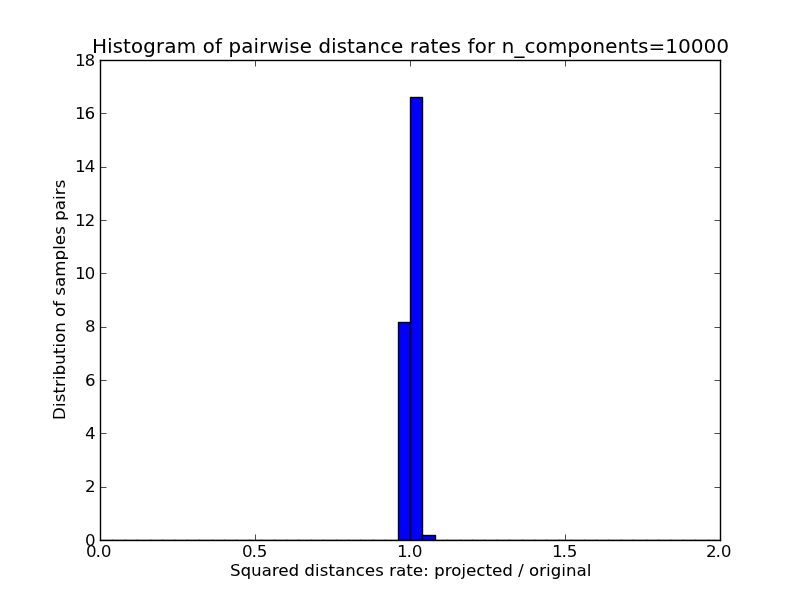 Histogram of pairwise distance rates for n_components=10000
18
16
14
12
10
8
6
4
2
0
Distribution of samples pairs
0.0 0.5 1.0 1.5 2.0
Squared distances rate: projected / original